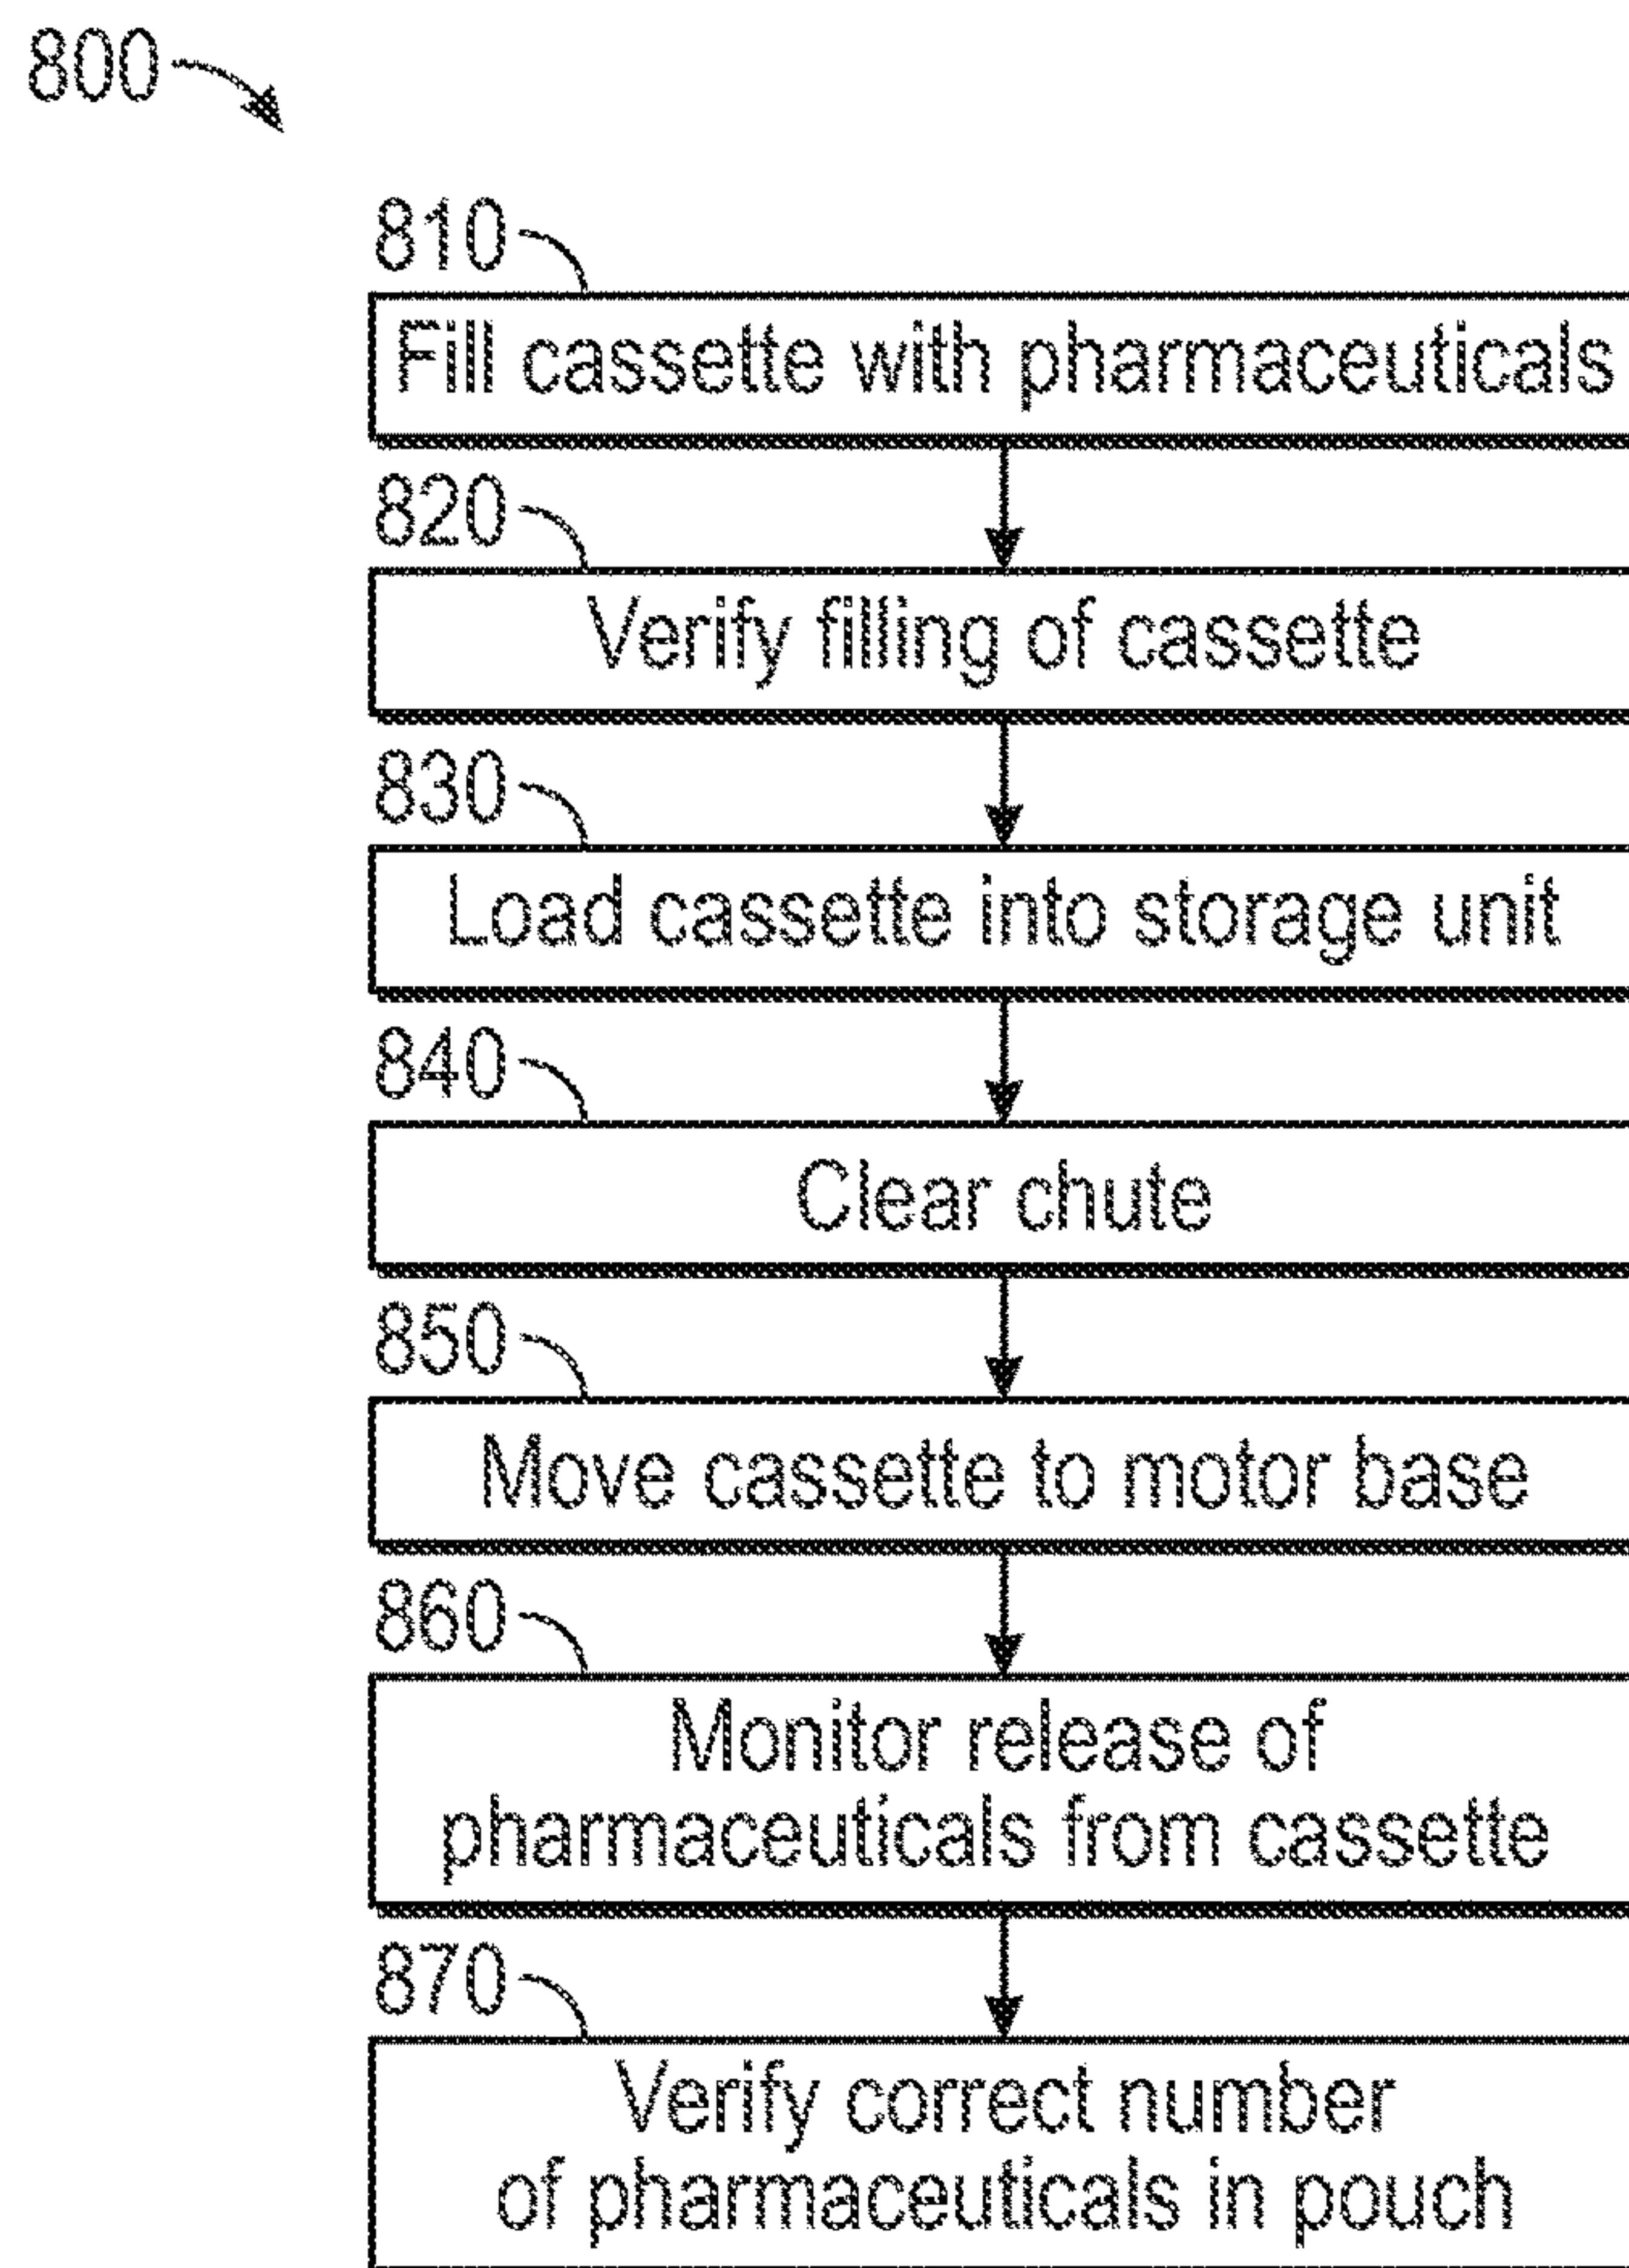 800
810
Fill cassette with pharmaceuticals
820
Verify filling of cassette
830
Load cassette into storage unit
840
Clear chute
850
Move cassette to motor base
860
Monitor release of
pharmaceuticals from cassette
870
Verify correct number
of pharmaceuticals in pouch